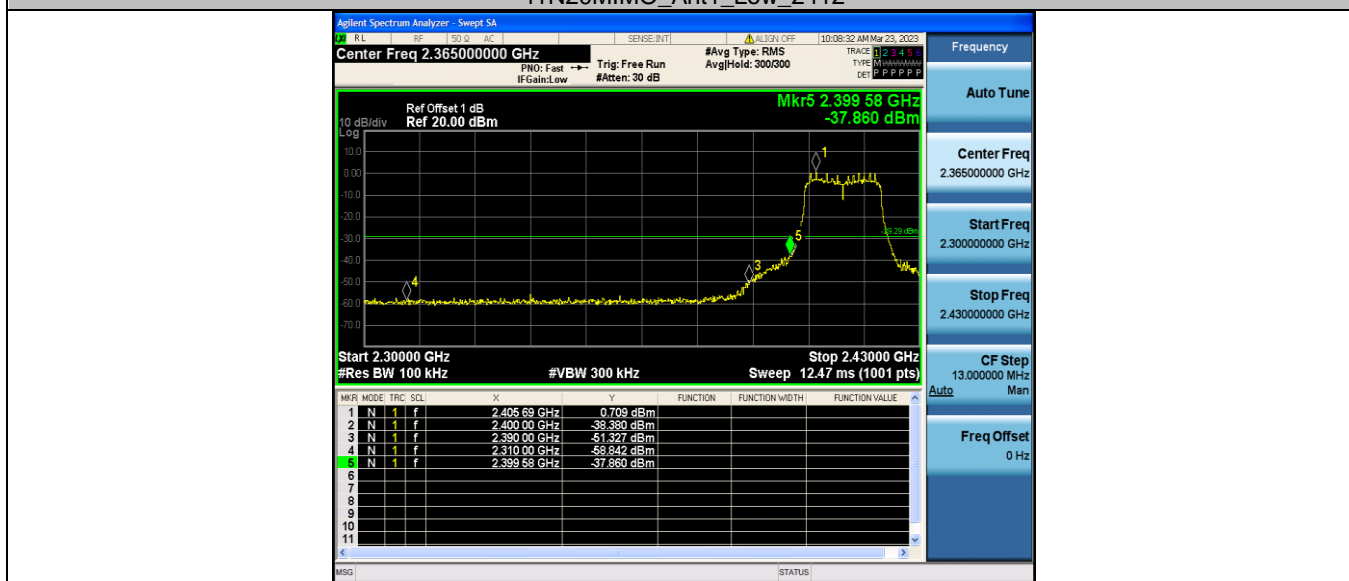 HN20MIMO_Ant1_Low_2412
Agilent Spectrum Analyzer - Swept SA
RL RF 50 Ω AC SENSE:INT ALIGN OFF 10:08:32 AM Mar 23, 2023
Center Freq 2.365000000 GHz
PNO: Fast
IFGain:Low
Trig: Free Run
#Atten: 30 dB
#Avg Type: RMS
Avg|Hold: 300/300
TRACE 1 2 3 4 5 6
TYPE M
DET P P P P P P
Frequency
Auto Tune
Center Freq
2.365000000 GHz
Start Freq
2.300000000 GHz
Stop Freq
2.430000000 GHz
CF Step
13.000000 MHz
Auto Man
Freq Offset
0 Hz
Ref Offset 1 dB
10 dB/div Ref 20.00 dBm
Log
Mkr5 2.399 58 GHz
-37.860 dBm
10.0
0.00
-10.0
-20.0
-30.0
-40.0
-50.0
-60.0
-70.0
1
-29.29 dBm
5
3
4
Start 2.30000 GHz Stop 2.43000 GHz
#Res BW 100 kHz #VBW 300 kHz Sweep 12.47 ms (1001 pts)
MKR MODE TRC SCL X Y FUNCTION FUNCTION WIDTH FUNCTION VALUE
1 N 1 f 2.405 69 GHz 0.709 dBm
2 N 1 f 2.400 00 GHz -38.380 dBm
3 N 1 f 2.390 00 GHz -51.327 dBm
4 N 1 f 2.310 00 GHz -58.842 dBm
5 N 1 f 2.399 58 GHz -37.860 dBm
6
7
8
9
10
11
MSG STATUS